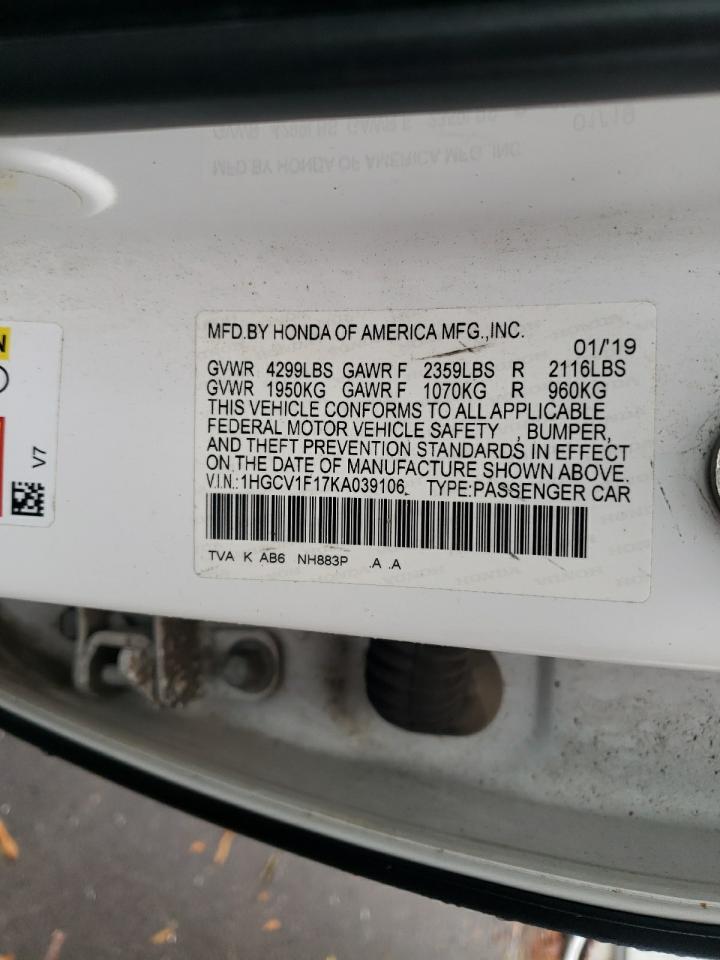 MFD.BY HONDA OF AMERICA MFG.,INC.
01/'19
GVWR 4299LBS GAWR F 2359LBS R 2116LBS
GVWR 1950KG GAWR F 1070KG R 960KG
THIS VEHICLE CONFORMS TO ALL APPLICABLE
FEDERAL MOTOR VEHICLE SAFETY , BUMPER,
AND THEFT PREVENTION STANDARDS IN EFFECT
ON THE DATE OF MANUFACTURE SHOWN ABOVE.
V.I.N.:1HGCV1F17KA039106 TYPE:PASSENGER CAR
TVA K AB6 NH883P .A .A
V7